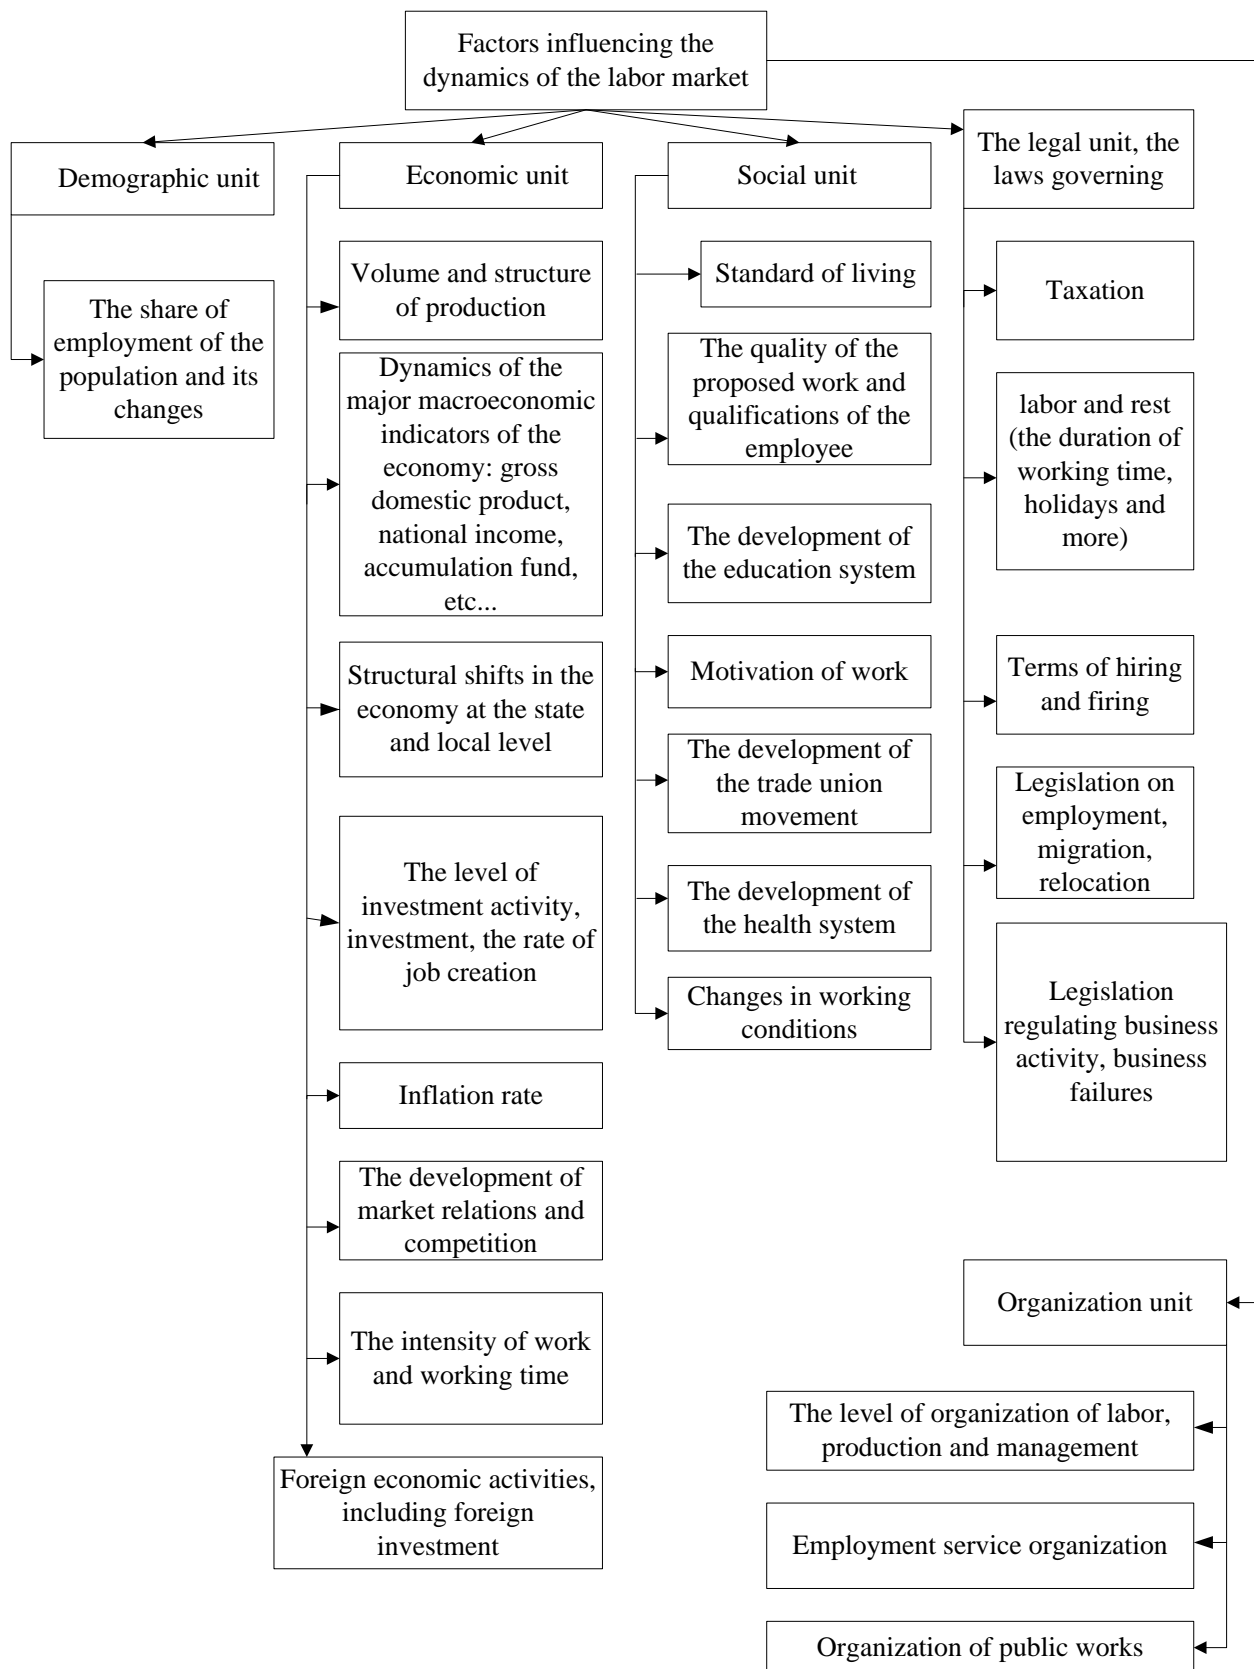 Factors influencing the
dynamics of the labor market
Demographic unit
The share of
employment of the
population and its
changes
Economic unit
Volume and structure
of production
Dynamics of the
major macroeconomic
indicators of the
economy: gross
domestic product,
national income,
accumulation fund,
etc...
Structural shifts in the
economy at the state
and local level
The level of
investment activity,
investment, the rate of
job creation
Inflation rate
The development of
market relations and
competition
The intensity of work
and working time
Foreign economic activities,
including foreign
investment
Social unit
Standard of living
The quality of the
proposed work and
qualifications of the
employee
The development of
the education system
Motivation of work
The development of
the trade union
movement
The development of
the health system
Changes in working
conditions
The legal unit, the
laws governing
Taxation
labor and rest
(the duration of
working time,
holidays and
more)
Terms of hiring
and firing
Legislation on
employment,
migration,
relocation
Legislation
regulating business
activity, business
failures
Organization unit
The level of organization of labor,
production and management
Employment service organization
Organization of public works